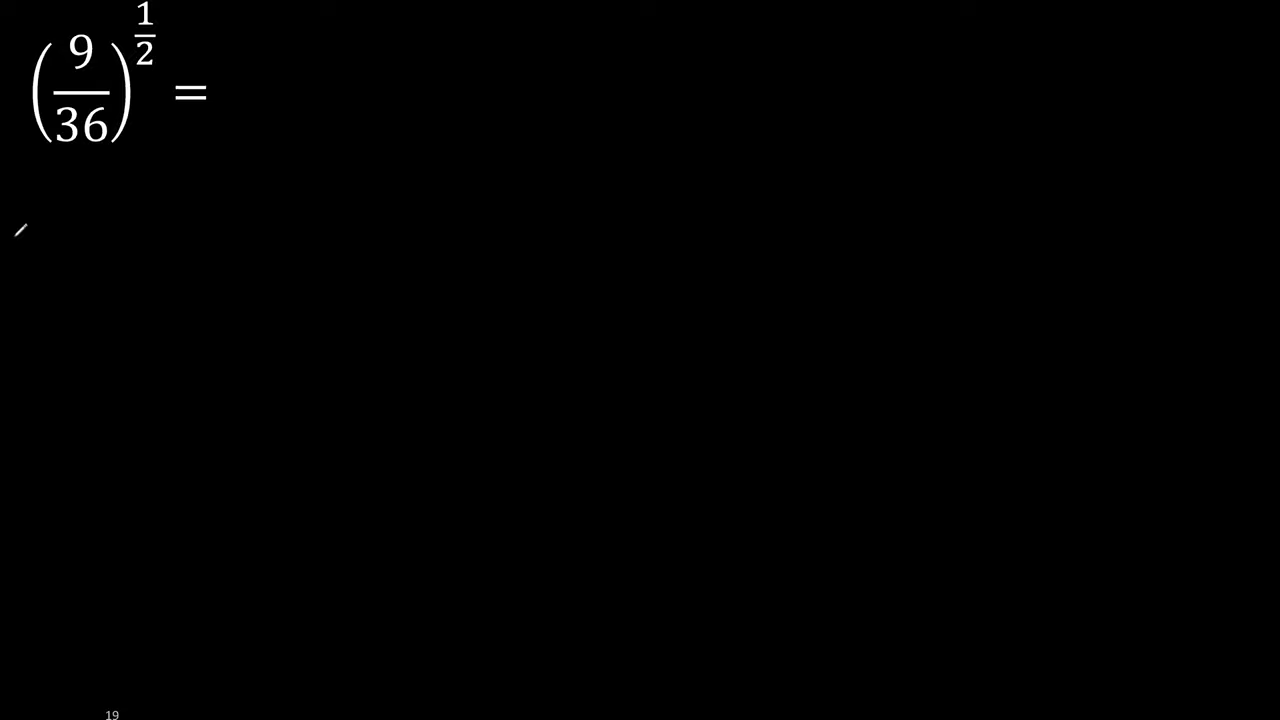 (9/36)^(1/2) =
19